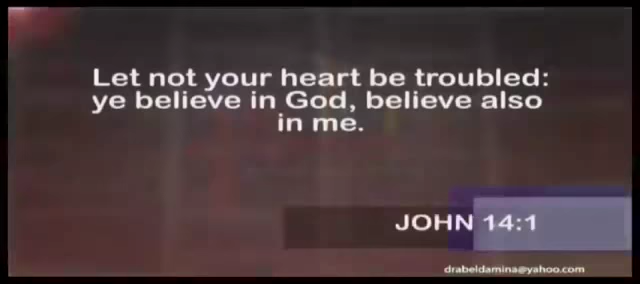 Let not your heart be troubled:
ye believe in God, believe also
in me.
JOHN 14:1
drabeldamina@yahoo.com